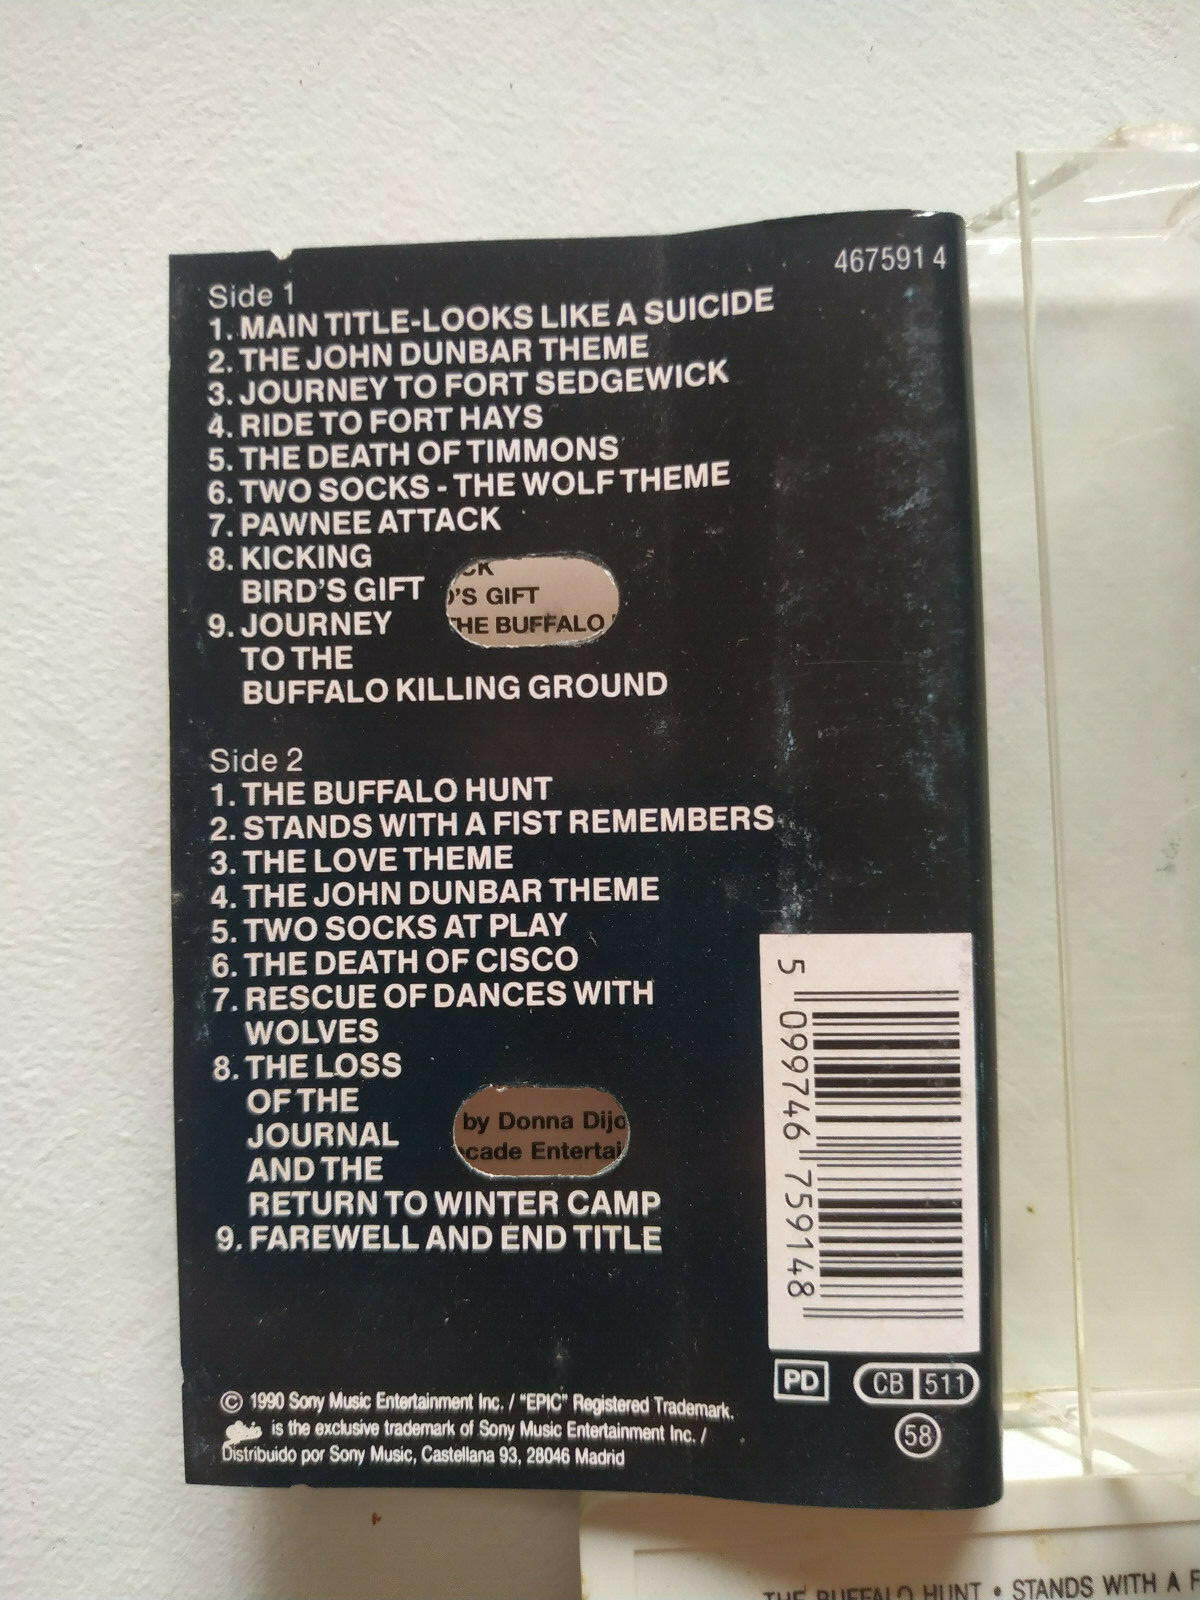 467591 4
Side 1
1. MAIN TITLE-LOOKS LIKE A SUICIDE
2. THE JOHN DUNBAR THEME
3. JOURNEY TO FORT SEDGEWICK
4. RIDE TO FORT HAYS
5. THE DEATH OF TIMMONS
6. TWO SOCKS - THE WOLF THEME
7. PAWNEE ATTACK
8. KICKING
BIRD'S GIFT
9. JOURNEY
TO THE
BUFFALO KILLING GROUND
'S GIFT
THE BUFFALO
Side 2
1. THE BUFFALO HUNT
2. STANDS WITH A FIST REMEMBERS
3. THE LOVE THEME
4. THE JOHN DUNBAR THEME
5. TWO SOCKS AT PLAY
6. THE DEATH OF CISCO
7. RESCUE OF DANCES WITH
WOLVES
8. THE LOSS
OF THE
JOURNAL
AND THE
RETURN TO WINTER CAMP
9. FAREWELL AND END TITLE
by Donna
5 099746 759148
PD
CB 511
58
© 1990 Sony Music Entertainment Inc. / "EPIC" Registered Trademark.
Epic is the exclusive trademark of Sony Music Entertainment Inc. /
Distribuido por Sony Music, Castellana 93, 28046 Madrid
THE BUFFALO HUNT • STANDS WITH A